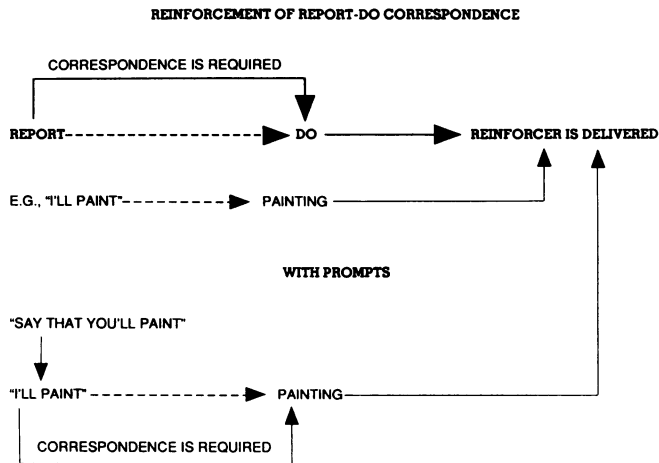 REINFORCEMENT OF REPORT-DO CORRESPONDENCE
CORRESPONDENCE IS REQUIRED
REPORT DO REINFORCER IS DELIVERED
E.G., "I'LL PAINT" PAINTING
WITH PROMPTS
"SAY THAT YOU'LL PAINT"
"I'LL PAINT" PAINTING
CORRESPONDENCE IS REQUIRED